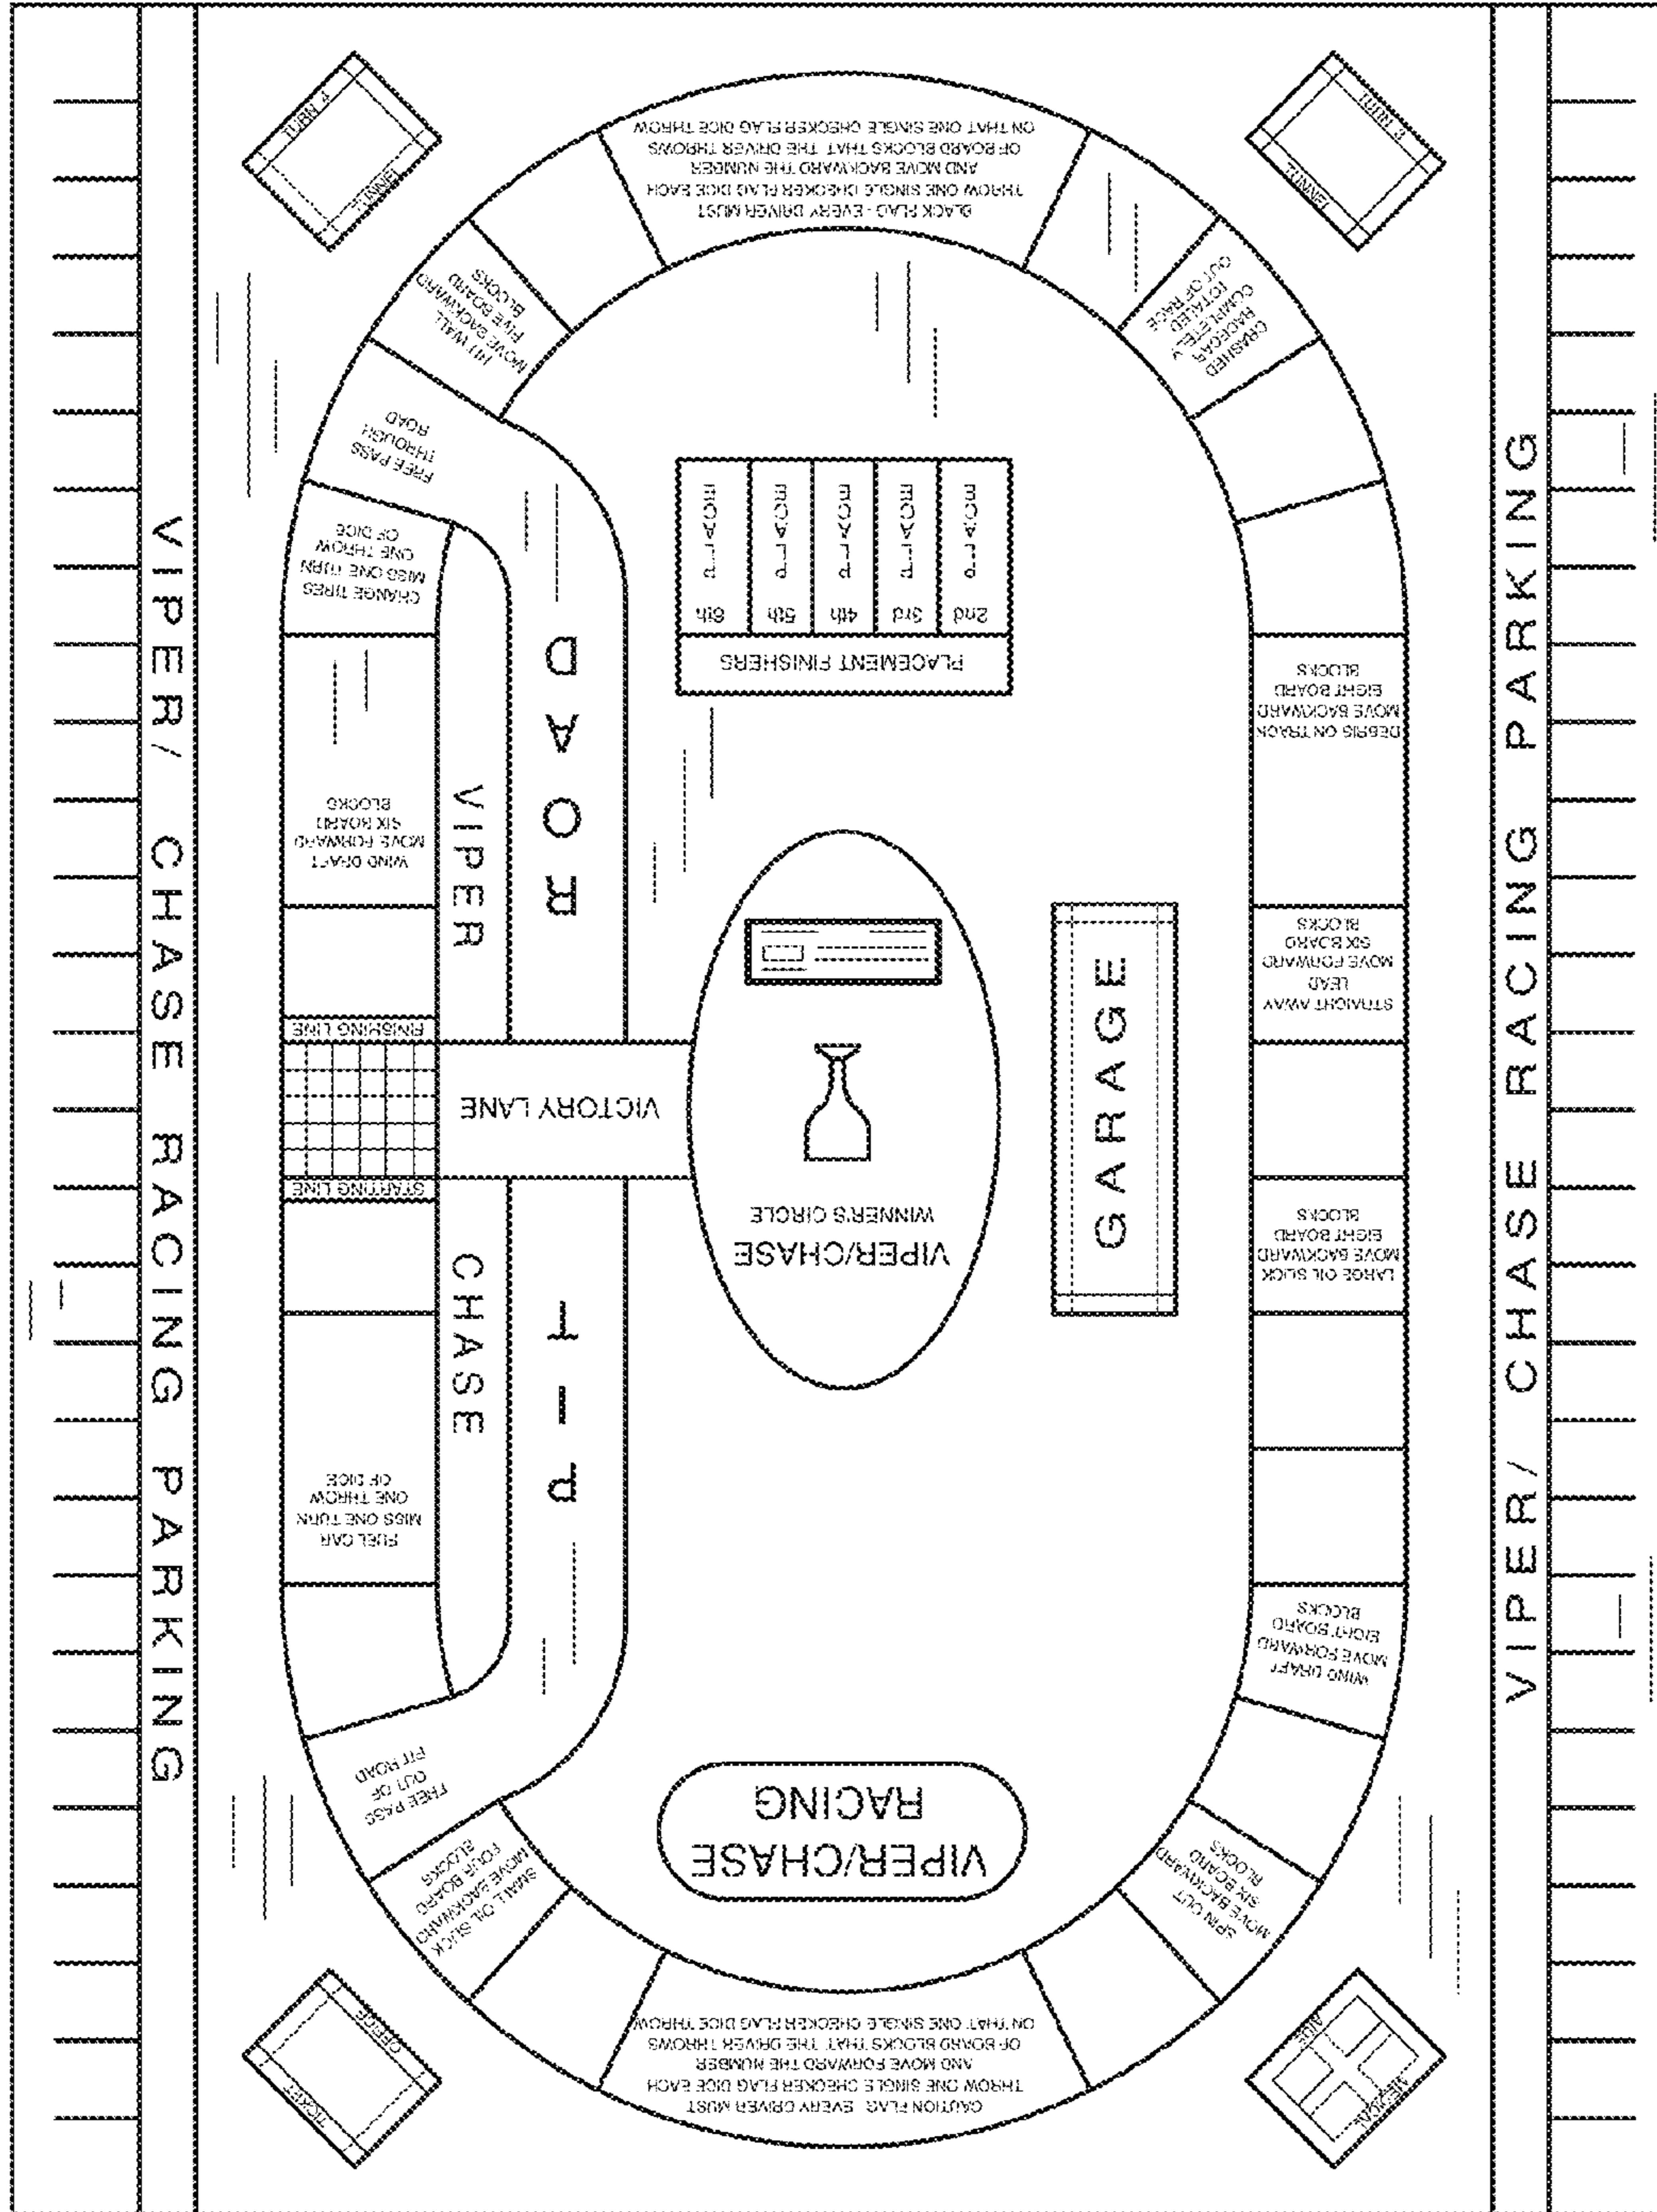 VIPER/ CHASE RACING PARKING
VIPER/ CHASE RACING PARKING
MEDICAL
AIDE
TICKET
OFFICE
CAUTION FLAG EVERY DRIVER MUST
THROW ONE SINGLE CHECKER FLAG DICE EACH
AND MOVE FORWARD THE NUMBER
OF BOARD BLOCKS THAT THE DRIVER THROWS
ON THAT ONE SINGLE CHECKER FLAG DICE THROW
SPIN OUT
MOVE BACKWARD
SIX BOARD
BLOCKS
VIPER/CHASE
RACING
SMALL OIL SLICK
MOVE BACKWARD
FOUR BOARD
BLOCKS
FREE PASS
OUT OF
PIT ROAD
WIND DRAFT
MOVE FORWARD
EIGHT BOARD
BLOCKS
FUEL CAR
MISS ONE TURN
ONE THROW
OF DICE
PIT
CHASE
LARGE OIL SLICK
MOVE BACKWARD
EIGHT BOARD
BLOCKS
GARAGE
VIPER/CHASE
WINNER'S CIRCLE
STARTING LINE
VICTORY LANE
FINISHING LINE
STRAIGHT AWAY
LEAD
MOVE FORWARD
SIX BOARD
BLOCKS
ROAD
VIPER
WIND DRAFT
MOVE FORWARD
SIX BOARD
BLOCKS
DEBRIS ON TRACK
MOVE BACKWARD
EIGHT BOARD
BLOCKS
PLACEMENT FINISHERS
2nd 3rd 4th 5th 6th
PLACE PLACE PLACE PLACE PLACE
CHANGE TIRES
MISS ONE TURN
ONE THROW
OF DICE
FREE PASS
THROUGH
ROAD
CRASHED
RACECAR
COMPLETELY
TOTALED
OUT OF RACE
HIT WALL
MOVE BACKWARD
FIVE BOARD
BLOCKS
BLACK FLAG - EVERY DRIVER MUST
THROW ONE SINGLE CHECKER FLAG DICE EACH
AND MOVE BACKWARD THE NUMBER
OF BOARD BLOCKS THAT THE DRIVER THROWS
ON THAT ONE SINGLE CHECKER FLAG DICE THROW
TUNNEL
TURN 3
TUNNEL
TURN 4